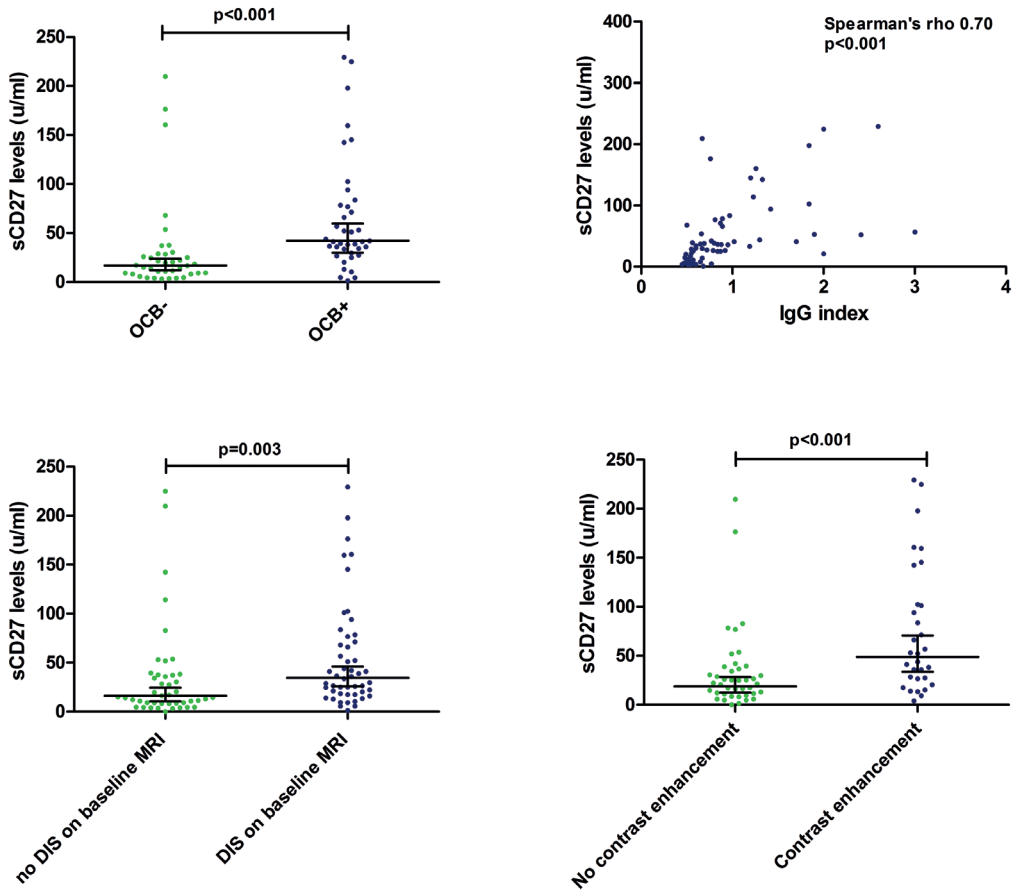 p<0.001
sCD27 levels (u/ml)
250
200
150
100
50
0
OCB-
OCB+
Spearman's rho 0.70
p<0.001
sCD27 levels (u/ml)
400
300
200
100
0
0
1
2
3
4
IgG index
p=0.003
sCD27 levels (u/ml)
250
200
150
100
50
0
no DIS on baseline MRI
DIS on baseline MRI
p<0.001
sCD27 levels (u/ml)
250
200
150
100
50
0
No contrast enhancement
Contrast enhancement